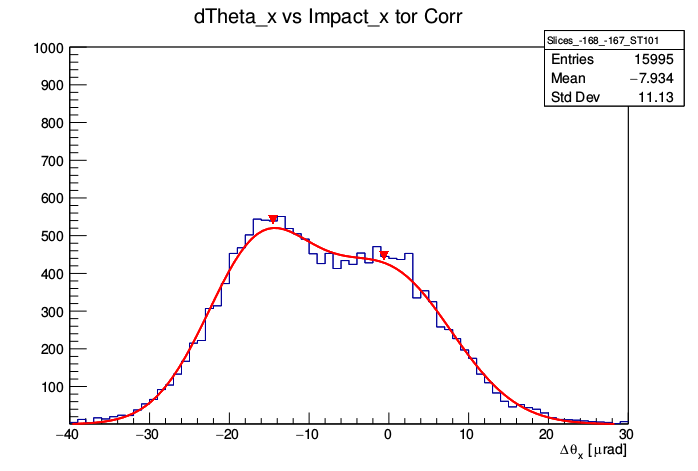 dTheta_x vs Impact_x tor Corr
Slices_-168_-167_ST101
Entries 15995
Mean −7.934
Std Dev 11.13
1000
900
800
700
600
500
400
300
200
100
−40 −30 −20 −10 0 10 20 30
Δθx [μrad]